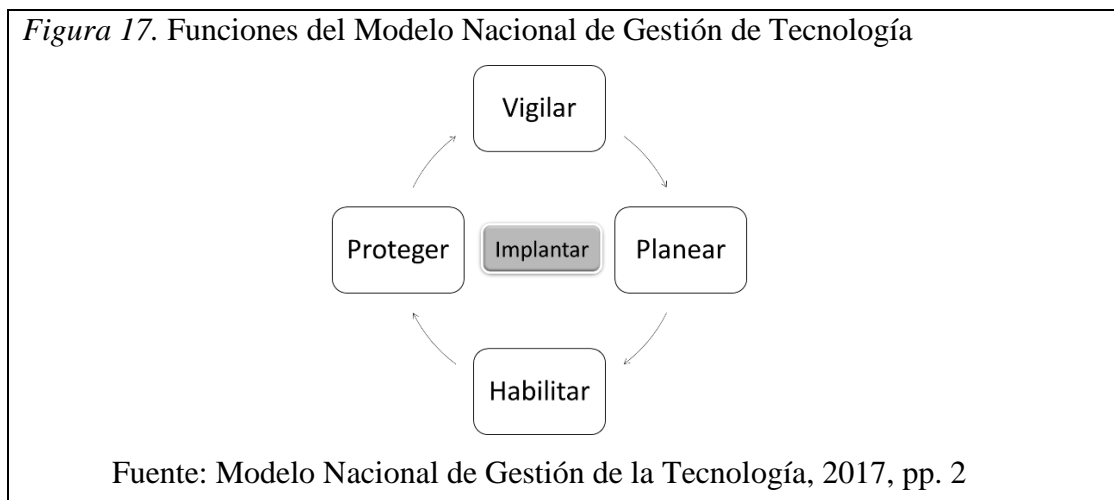 Figura 17. Funciones del Modelo Nacional de Gestión de Tecnología
Vigilar
Proteger
Implantar
Planear
Habilitar
Fuente: Modelo Nacional de Gestión de la Tecnología, 2017, pp. 2